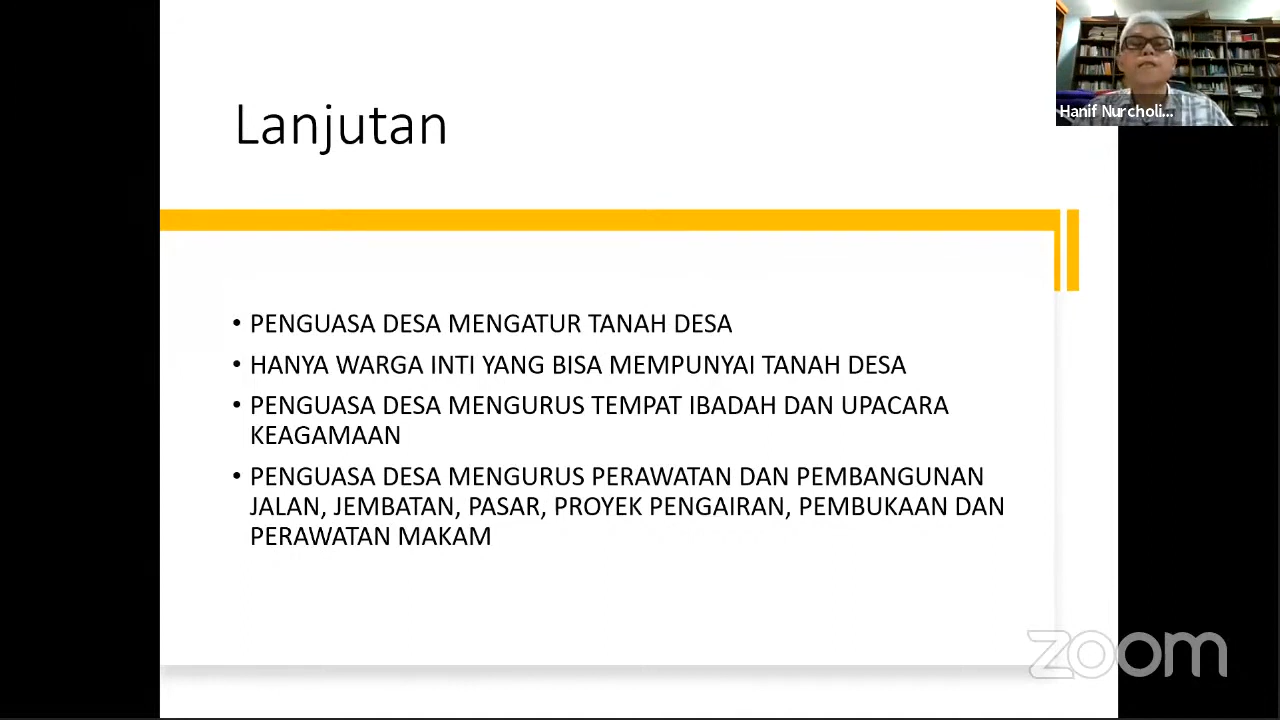 Hanif Nurcholi...
Lanjutan
• PENGUASA DESA MENGATUR TANAH DESA
• HANYA WARGA INTI YANG BISA MEMPUNYAI TANAH DESA
• PENGUASA DESA MENGURUS TEMPAT IBADAH DAN UPACARA
KEAGAMAAN
• PENGUASA DESA MENGURUS PERAWATAN DAN PEMBANGUNAN
JALAN, JEMBATAN, PASAR, PROYEK PENGAIRAN, PEMBUKAAN DAN
PERAWATAN MAKAM
zoom